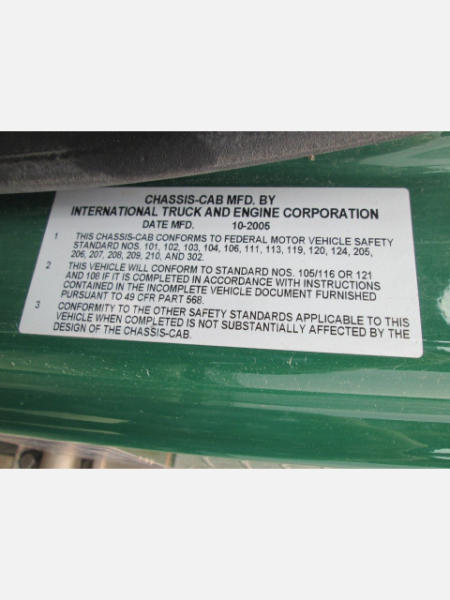 CHASSIS-CAB MFD. BY
INTERNATIONAL TRUCK AND ENGINE CORPORATION
DATE MFD. 10-2005
1 THIS CHASSIS-CAB CONFORMS TO FEDERAL MOTOR VEHICLE SAFETY
STANDARD NOS. 101, 102, 103, 104, 106, 111, 113, 119, 120, 124, 205,
206, 207, 208, 209, 210, AND 302.
2 THIS VEHICLE WILL CONFORM TO STANDARD NOS. 105/116 OR 121
AND 108 IF IT IS COMPLETED IN ACCORDANCE WITH INSTRUCTIONS
CONTAINED IN THE INCOMPLETE VEHICLE DOCUMENT FURNISHED
PURSUANT TO 49 CFR PART 568.
3 CONFORMITY TO THE OTHER SAFETY STANDARDS APPLICABLE TO THIS
VEHICLE WHEN COMPLETED IS NOT SUBSTANTIALLY AFFECTED BY THE
DESIGN OF THE CHASSIS-CAB.